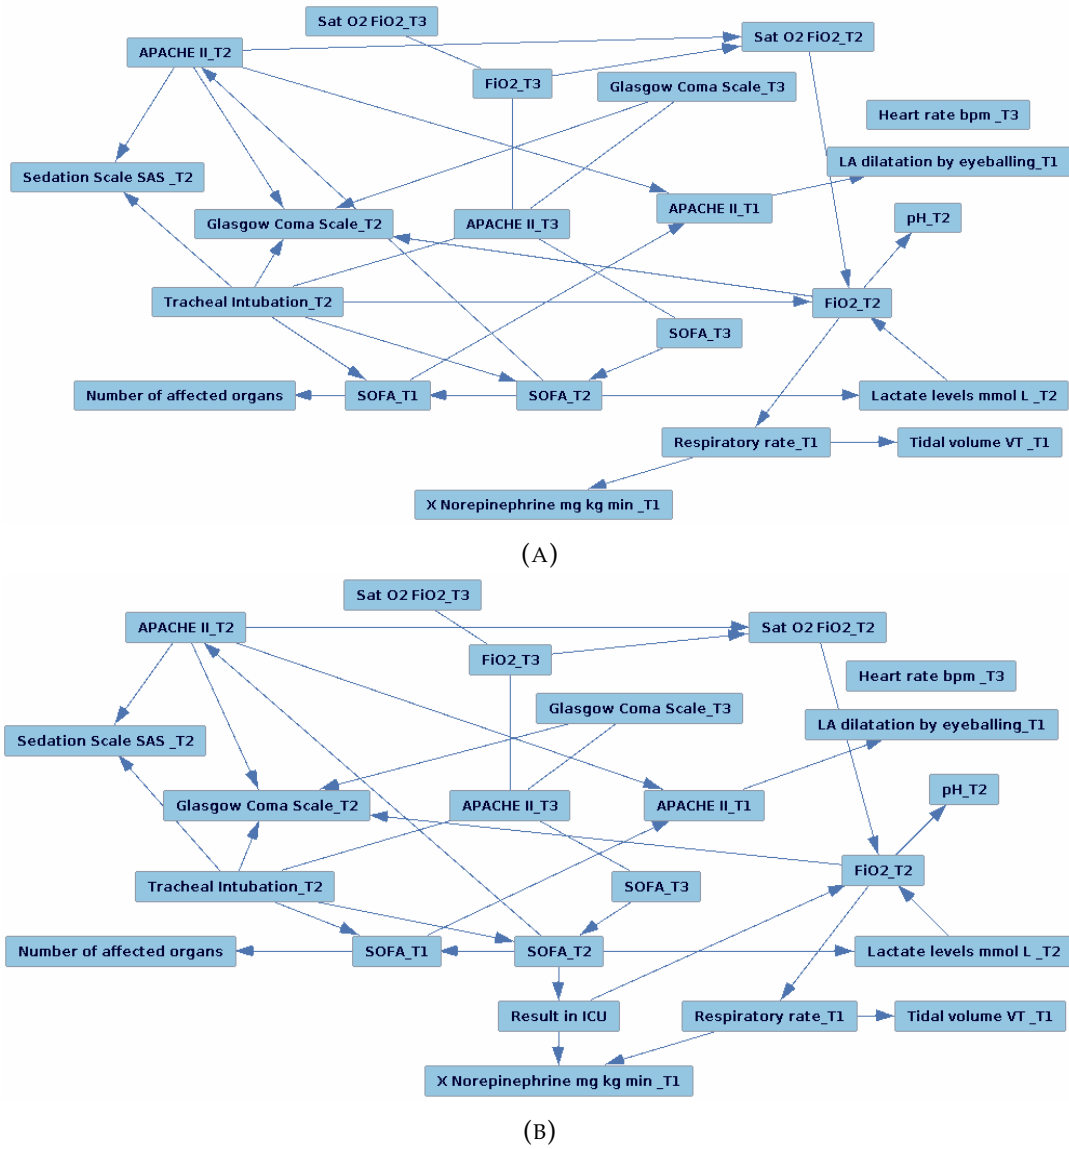 Sat O2 FiO2_T3
Sat O2 FiO2_T2
APACHE II_T2
FiO2_T3
Glasgow Coma Scale_T3
Heart rate bpm _T3
LA dilatation by eyeballing_T1
Sedation Scale SAS _T2
APACHE II_T1
Glasgow Coma Scale_T2
APACHE II_T3
pH_T2
Tracheal Intubation_T2
FiO2_T2
SOFA_T3
Number of affected organs
SOFA_T1
SOFA_T2
Lactate levels mmol L _T2
Respiratory rate_T1
Tidal volume VT _T1
X Norepinephrine mg kg min _T1
(A)
Sat O2 FiO2_T3
APACHE II_T2
Sat O2 FiO2_T2
FiO2_T3
Heart rate bpm _T3
Glasgow Coma Scale_T3
LA dilatation by eyeballing_T1
Sedation Scale SAS _T2
pH_T2
Glasgow Coma Scale_T2
APACHE II_T3
APACHE II_T1
FiO2_T2
Tracheal Intubation_T2
SOFA_T3
Number of affected organs
SOFA_T1
SOFA_T2
Lactate levels mmol L _T2
Result in ICU
Respiratory rate_T1
Tidal volume VT _T1
X Norepinephrine mg kg min _T1
(B)